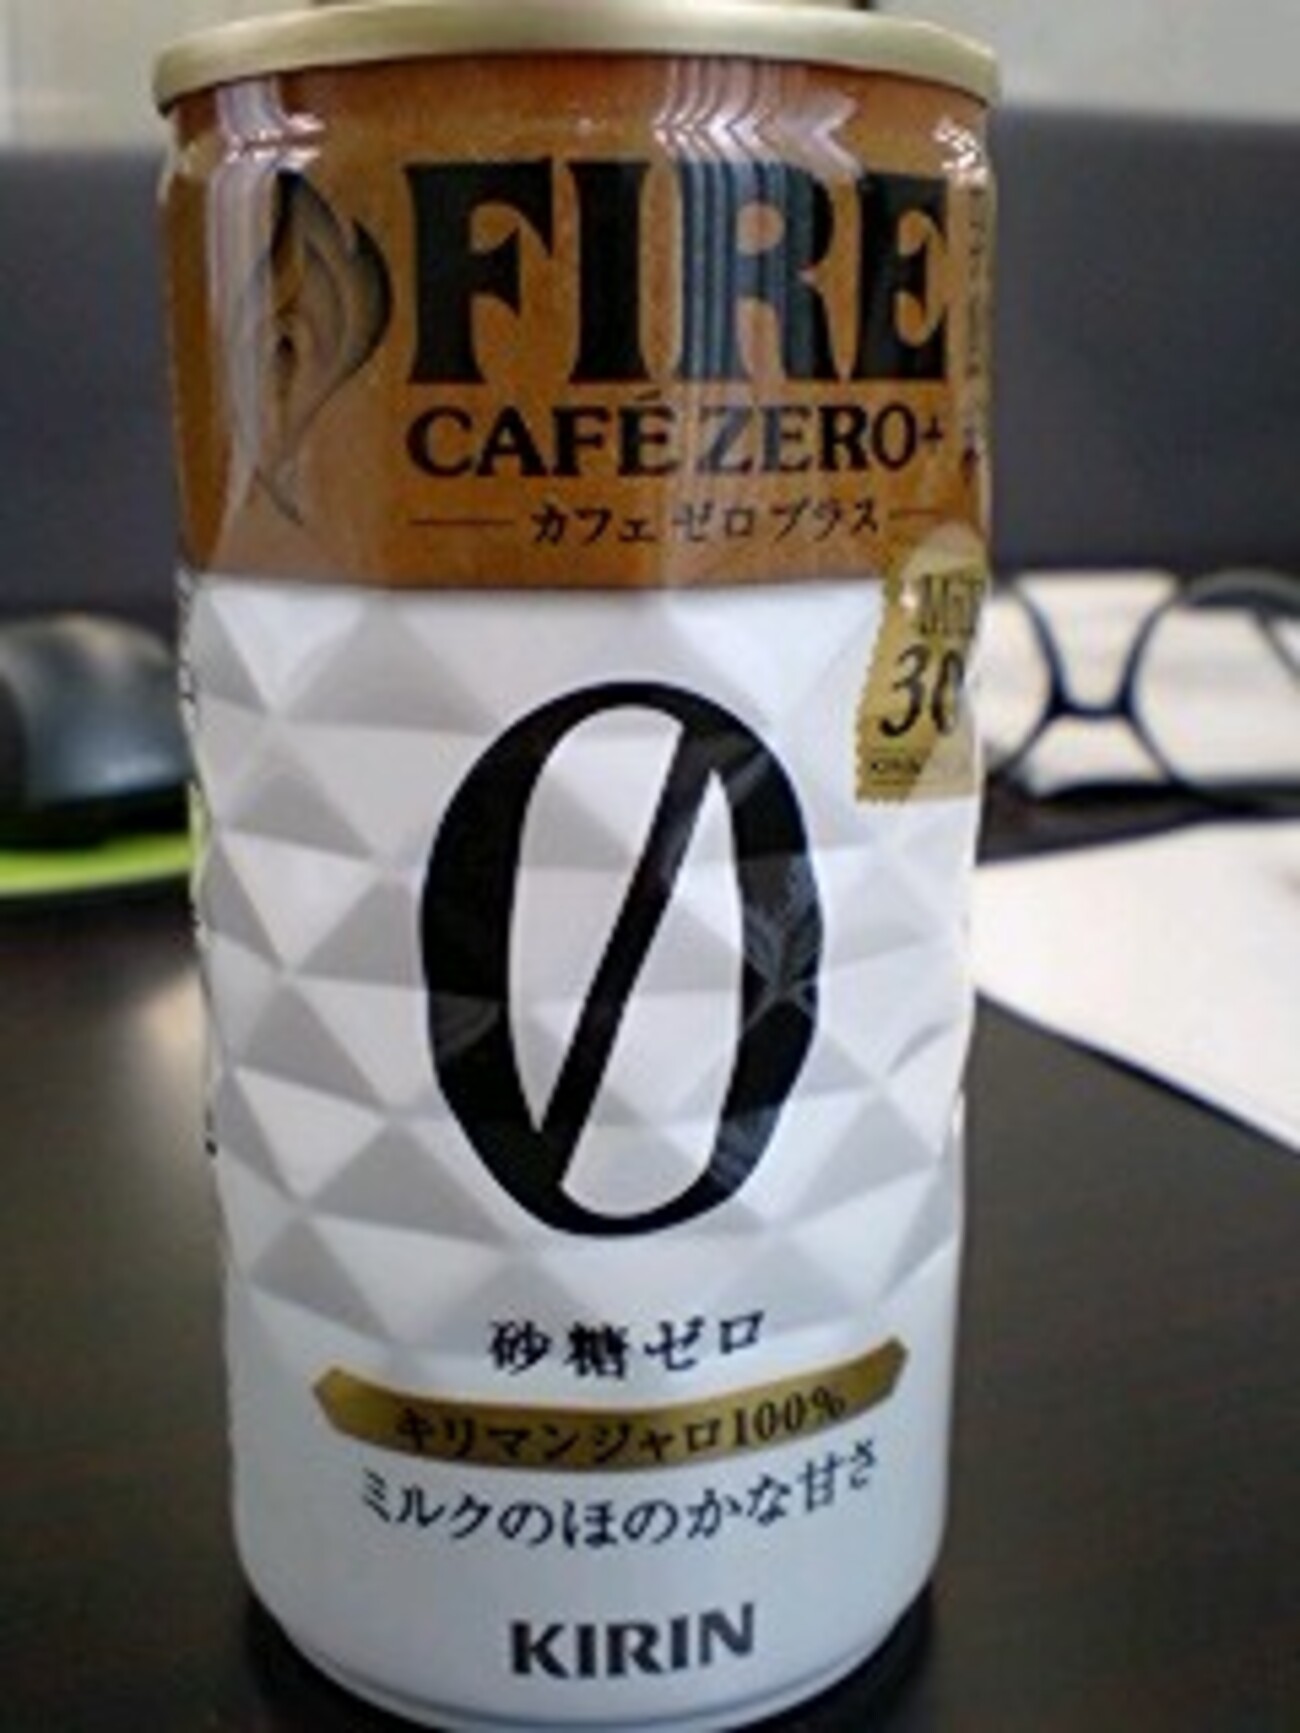 FIRE
CAFÉ ZERO+
カフェ ゼロ プラス
30
0
砂糖ゼロ
キリマンジャロ100%
ミルクのほのかな甘さ
KIRIN